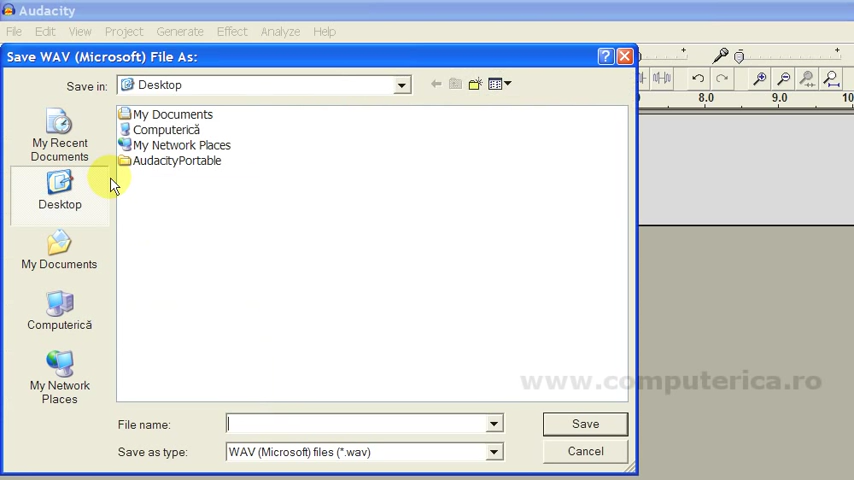 Audacity
File Edit View Project Generate Effect Analyze Help
Save WAV (Microsoft) File As:
Save in: Desktop
My Recent
Documents
Desktop
My Documents
Computerică
My Network
Places
My Documents
Computerică
My Network Places
AudacityPortable
8.0 9.0 10
www.computerica.ro
File name: Save
Save as type: WAV (Microsoft) files (*.wav) Cancel